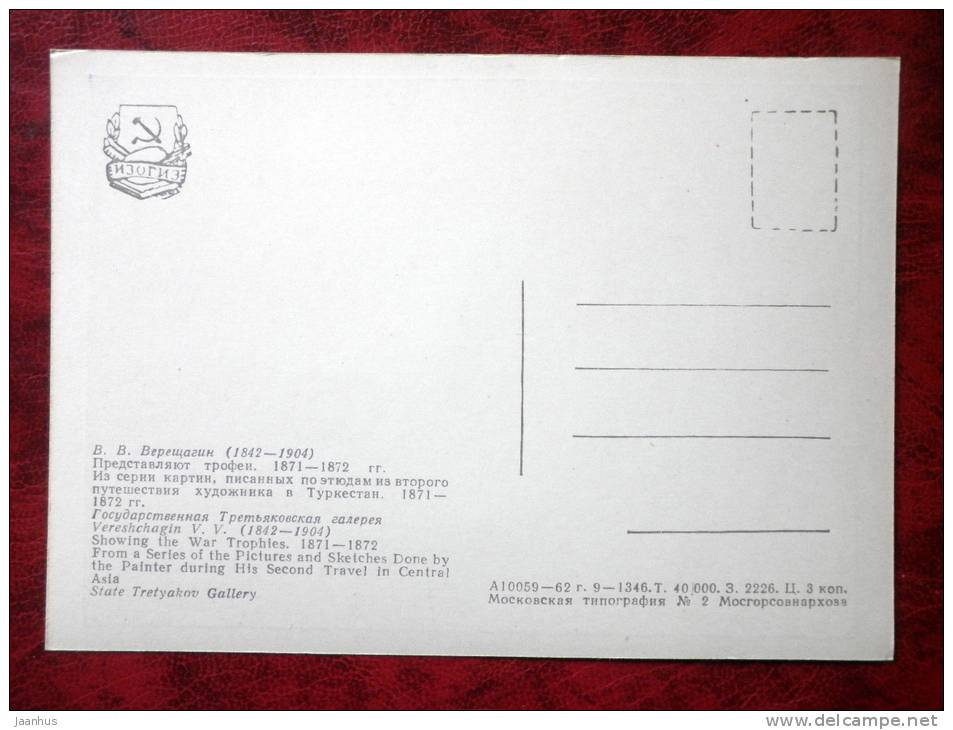 ИЗОГИЗ
В. В. Верещагин (1842—1904)
Представляют трофеи. 1871—1872 гг.
Из серии картин, писанных по этюдам из второго
путешествия художника в Туркестан. 1871—
1872 гг.
Государственная Третьяковская галерея
Vereshchagin V. V. (1842—1904)
Showing the War Trophies. 1871—1872
From a Series of the Pictures and Sketches Done by
the Painter during His Second Travel in Central
Asia
State Tretyakov Gallery
А10059—62 г. 9—1346. Т. 40 000. З. 2226. Ц. 3 коп.
Московская типография № 2 Мосгорсовнархоза
jaanhus
www.delcampe.net